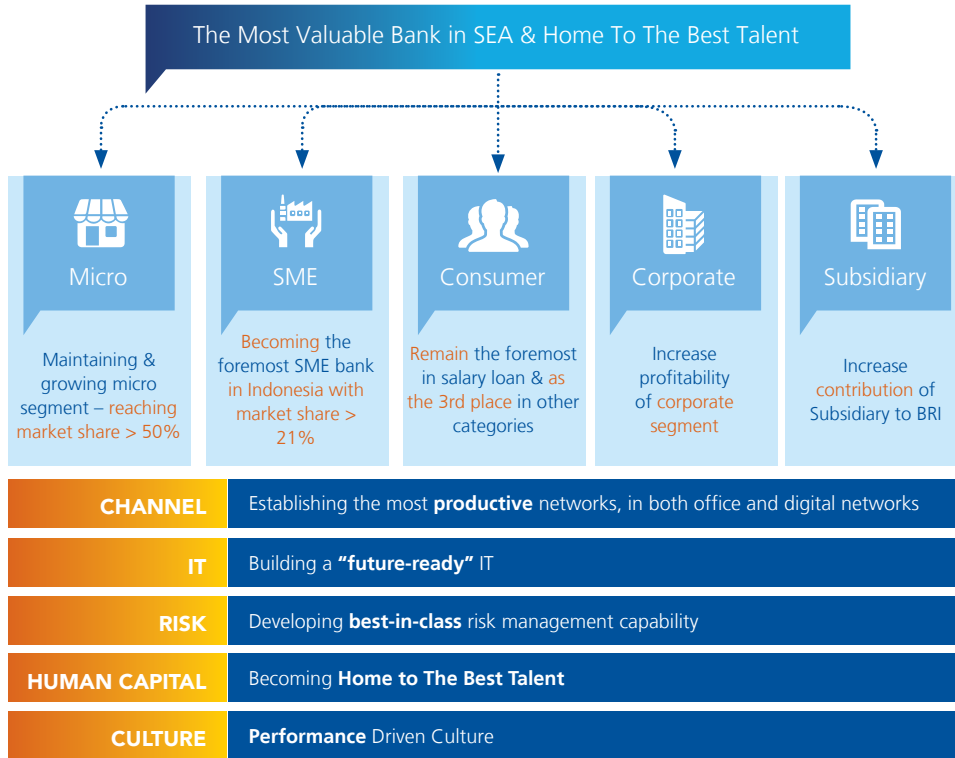 The Most Valuable Bank in SEA & Home To The Best Talent
Micro
Maintaining &
growing micro
segment – reaching
market share > 50%
SME
Becoming the
foremost SME bank
in Indonesia with
market share >
21%
Consumer
Remain the foremost
in salary loan & as
the 3rd place in other
categories
Corporate
Increase
profitability
of corporate
segment
Subsidiary
Increase
contribution of
Subsidiary to BRI
CHANNEL
Establishing the most productive networks, in both office and digital networks
IT
Building a “future-ready” IT
RISK
Developing best-in-class risk management capability
HUMAN CAPITAL
Becoming Home to The Best Talent
CULTURE
Performance Driven Culture